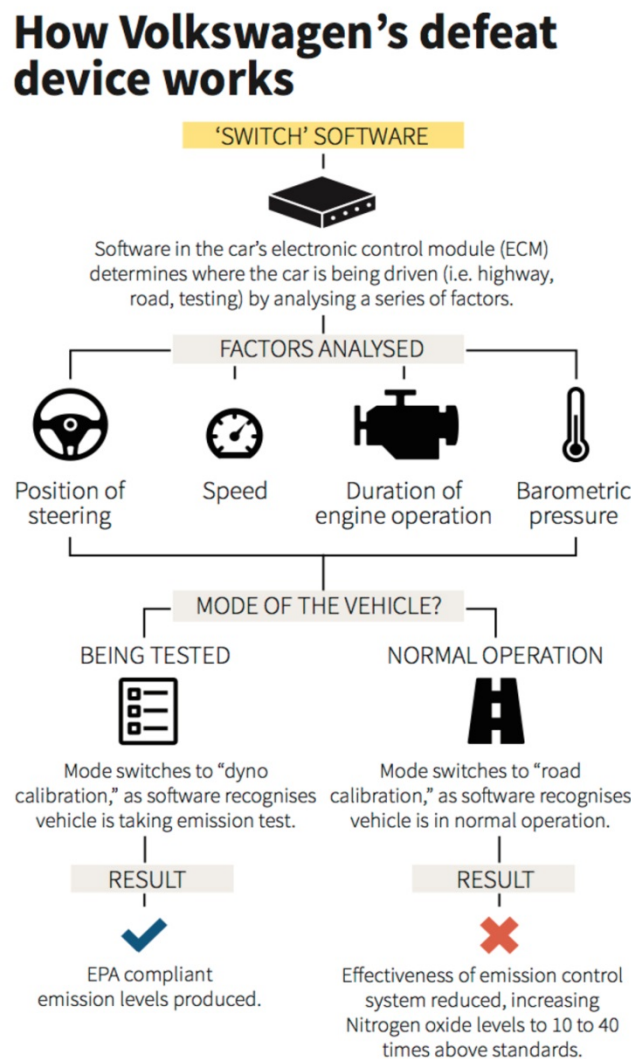 How Volkswagen's defeat
device works
'SWITCH' SOFTWARE
Software in the car's electronic control module (ECM)
determines where the car is being driven (i.e. highway,
road, testing) by analysing a series of factors.
FACTORS ANALYSED
Position of
steering
Speed
Duration of
engine operation
Barometric
pressure
MODE OF THE VEHICLE?
BEING TESTED
Mode switches to “dyno
calibration,” as software recognises
vehicle is taking emission test.
RESULT
EPA compliant
emission levels produced.
NORMAL OPERATION
Mode switches to “road
calibration,” as software recognises
vehicle is in normal operation.
RESULT
Effectiveness of emission control
system reduced, increasing
Nitrogen oxide levels to 10 to 40
times above standards.